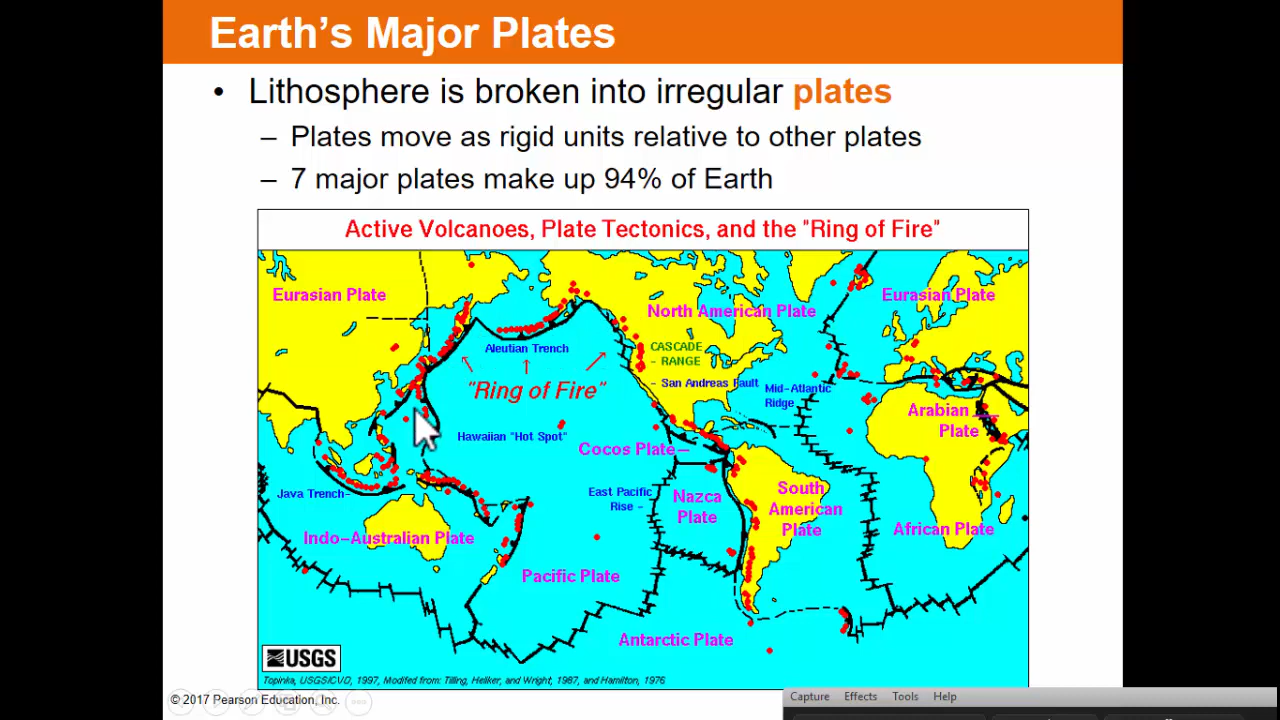 Earth's Major Plates
• Lithosphere is broken into irregular plates
– Plates move as rigid units relative to other plates
– 7 major plates make up 94% of Earth
Active Volcanoes, Plate Tectonics, and the "Ring of Fire"
Eurasian Plate
North American Plate
Eurasian Plate
Aleutian Trench
CASCADE
- RANGE
"Ring of Fire"
- San Andreas Fault
Mid-Atlantic
Ridge
Arabian
Plate
Hawaiian "Hot Spot"
Cocos Plate
Java Trench
East Pacific
Rise
Nazca
Plate
South
American
Plate
African Plate
Indo-Australian Plate
Pacific Plate
Antarctic Plate
USGS
Topinka, USGS/CVO, 1997, Modifed from: Tilling, Heliker, and Wright, 1987, and Hamilton, 1976
© 2017 Pearson Education, Inc.
Capture Effects Tools Help